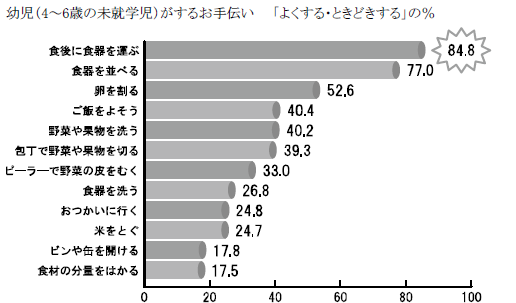 幼児(4~6歳の未就学児)がするお手伝い 「よくする・ときどきする」の%
食後に食器を運ぶ 84.8
食器を並べる 77.0
卵を割る 52.6
ご飯をよそう 40.4
野菜や果物を洗う 40.2
包丁で野菜や果物を切る 39.3
ピーラーで野菜の皮をむく 33.0
食器を洗う 26.8
おつかいに行く 24.8
米をとぐ 24.7
ビンや缶を開ける 17.8
食材の分量をはかる 17.5
0 20 40 60 80 100